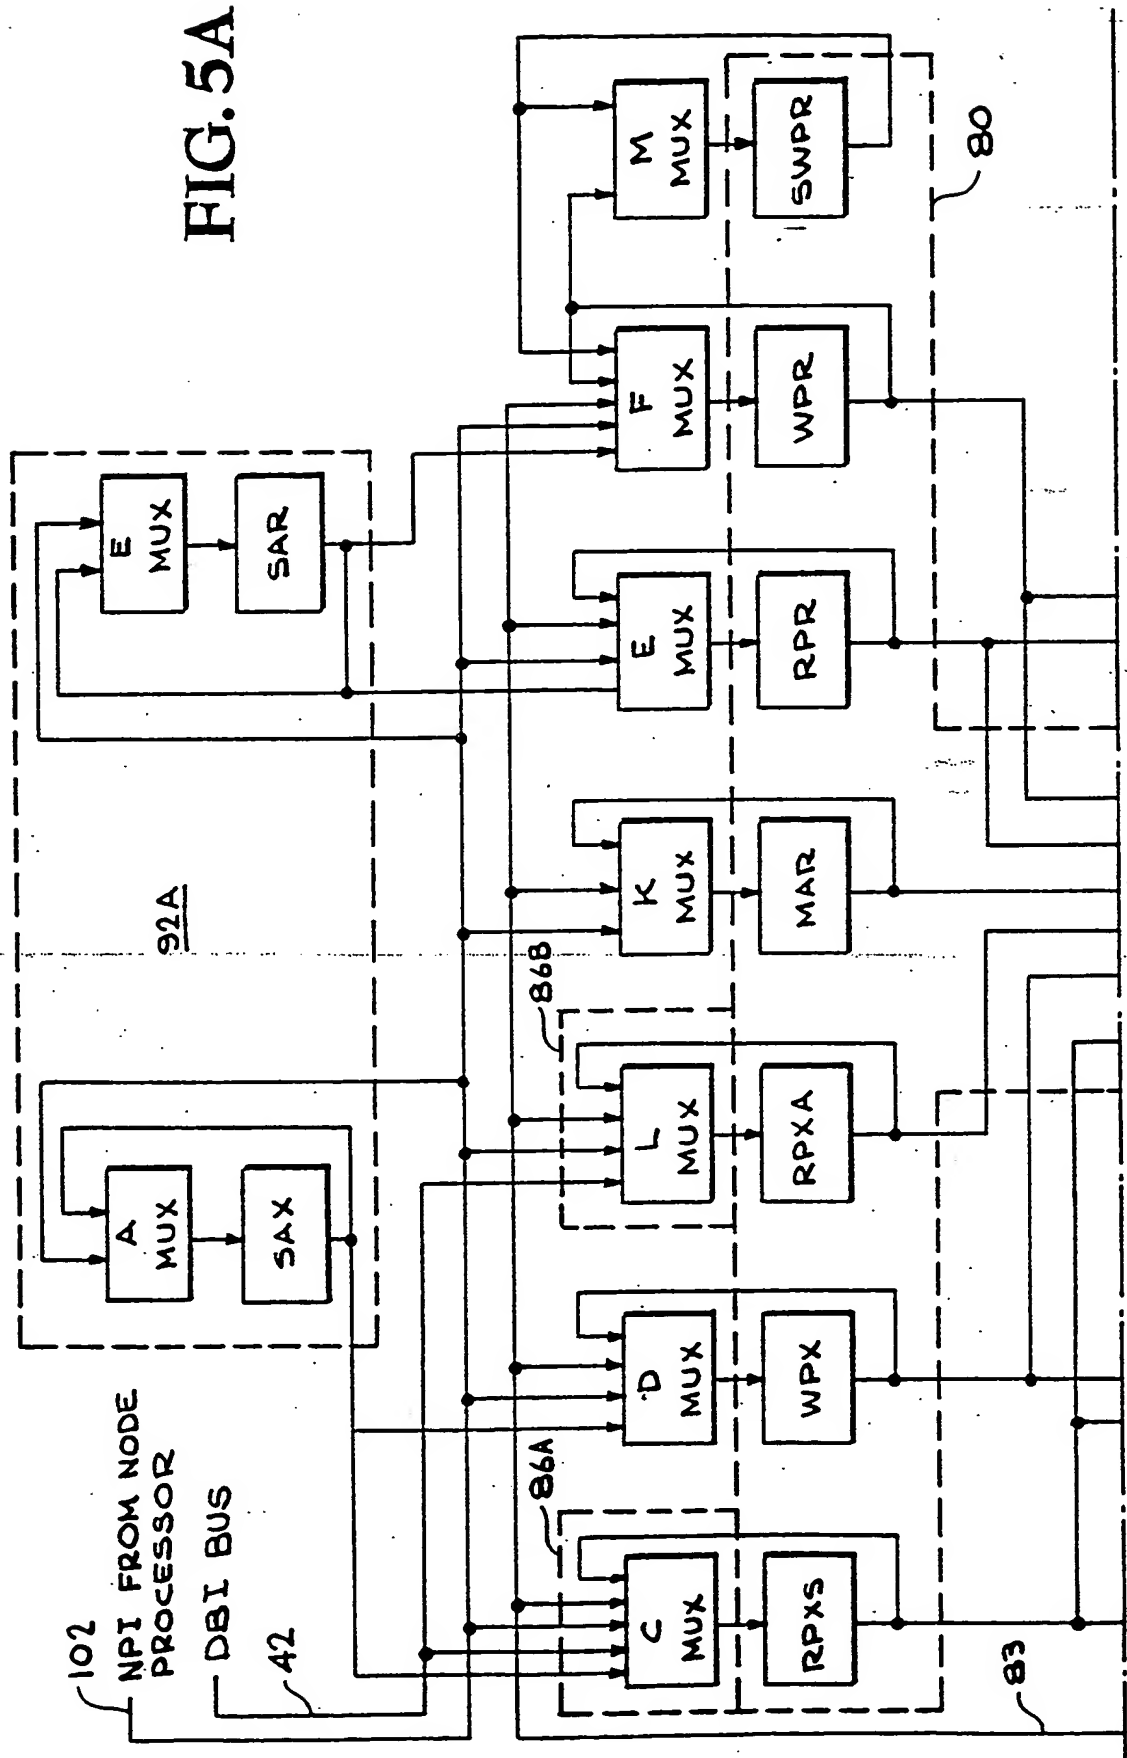 FIG. 5A
102
NPI FROM NODE
PROCESSOR
DBI BUS
42
92A
A
MUX
SAX
E
MUX
SAR
86A
86B
C
MUX
D
MUX
L
MUX
K
MUX
E
MUX
F
MUX
M
MUX
RPXS
WPX
RPXA
MAR
RPR
WPR
SWPR
83
80